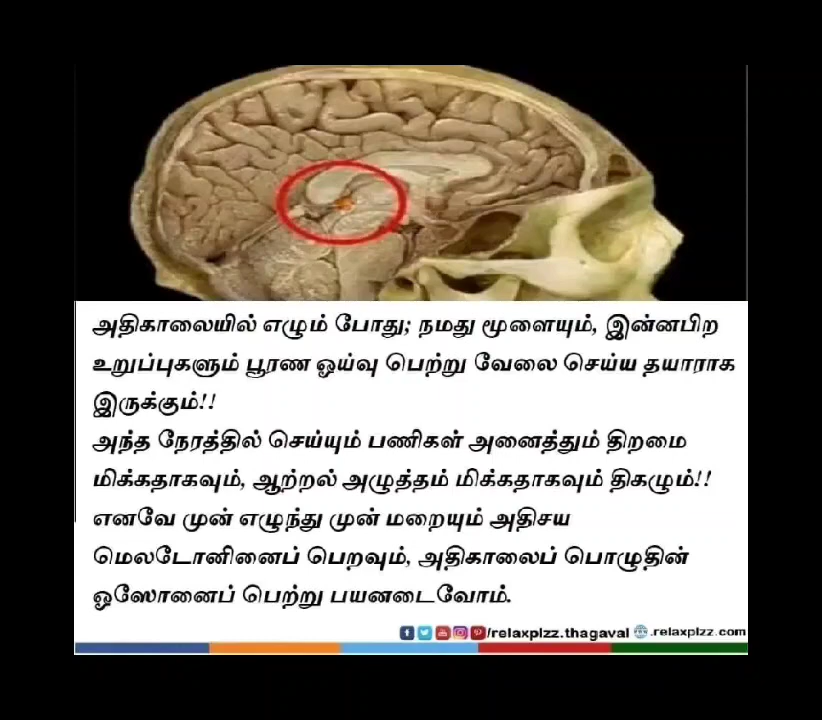 அதிகாலையில் எழும் போது; நமது மூளையும், இன்னபிற
உறுப்புகளும் பூரண ஓய்வு பெற்று வேலை செய்ய தயாராக
இருக்கும்!!
அந்த நேரத்தில் செய்யும் பணிகள் அனைத்தும் திறமை
மிக்கதாகவும், ஆற்றல் அழுத்தம் மிக்கதாகவும் திகழும்!!
எனவே முன் எழுந்து முன் மறையும் அதிசய
மெலடோனினைப் பெறவும், அதிகாலைப் பொழுதின்
ஓஸோனைப் பெற்று பயனடைவோம்.
/relaxplzz.thagaval .relaxplzz.com